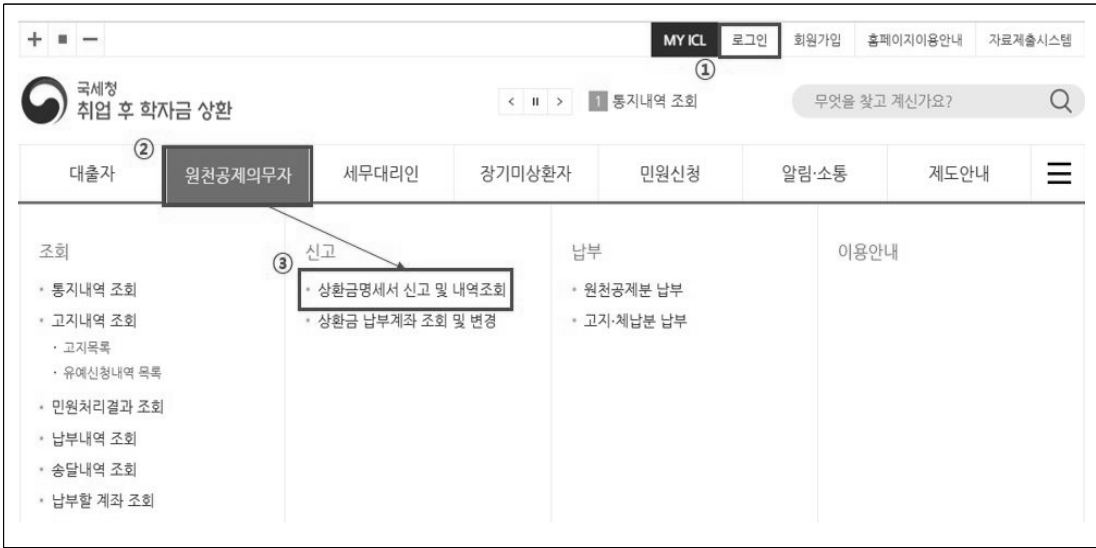 MY ICL 로그인 회원가입 홈페이지이용안내 자료제출시스템
①
국세청
취업 후 학자금 상환
1 통지내역 조회
무엇을 찾고 계신가요?
②
대출자 원천공제의무자 세무대리인 장기미상환자 민원신청 알림·소통 제도안내
조회
통지내역 조회
고지내역 조회
고지목록
유예신청내역 목록
민원처리결과 조회
납부내역 조회
송달내역 조회
납부할 계좌 조회
③
신고
상환금명세서 신고 및 내역조회
상환금 납부계좌 조회 및 변경
납부
원천공제분 납부
고지·체납분 납부
이용안내